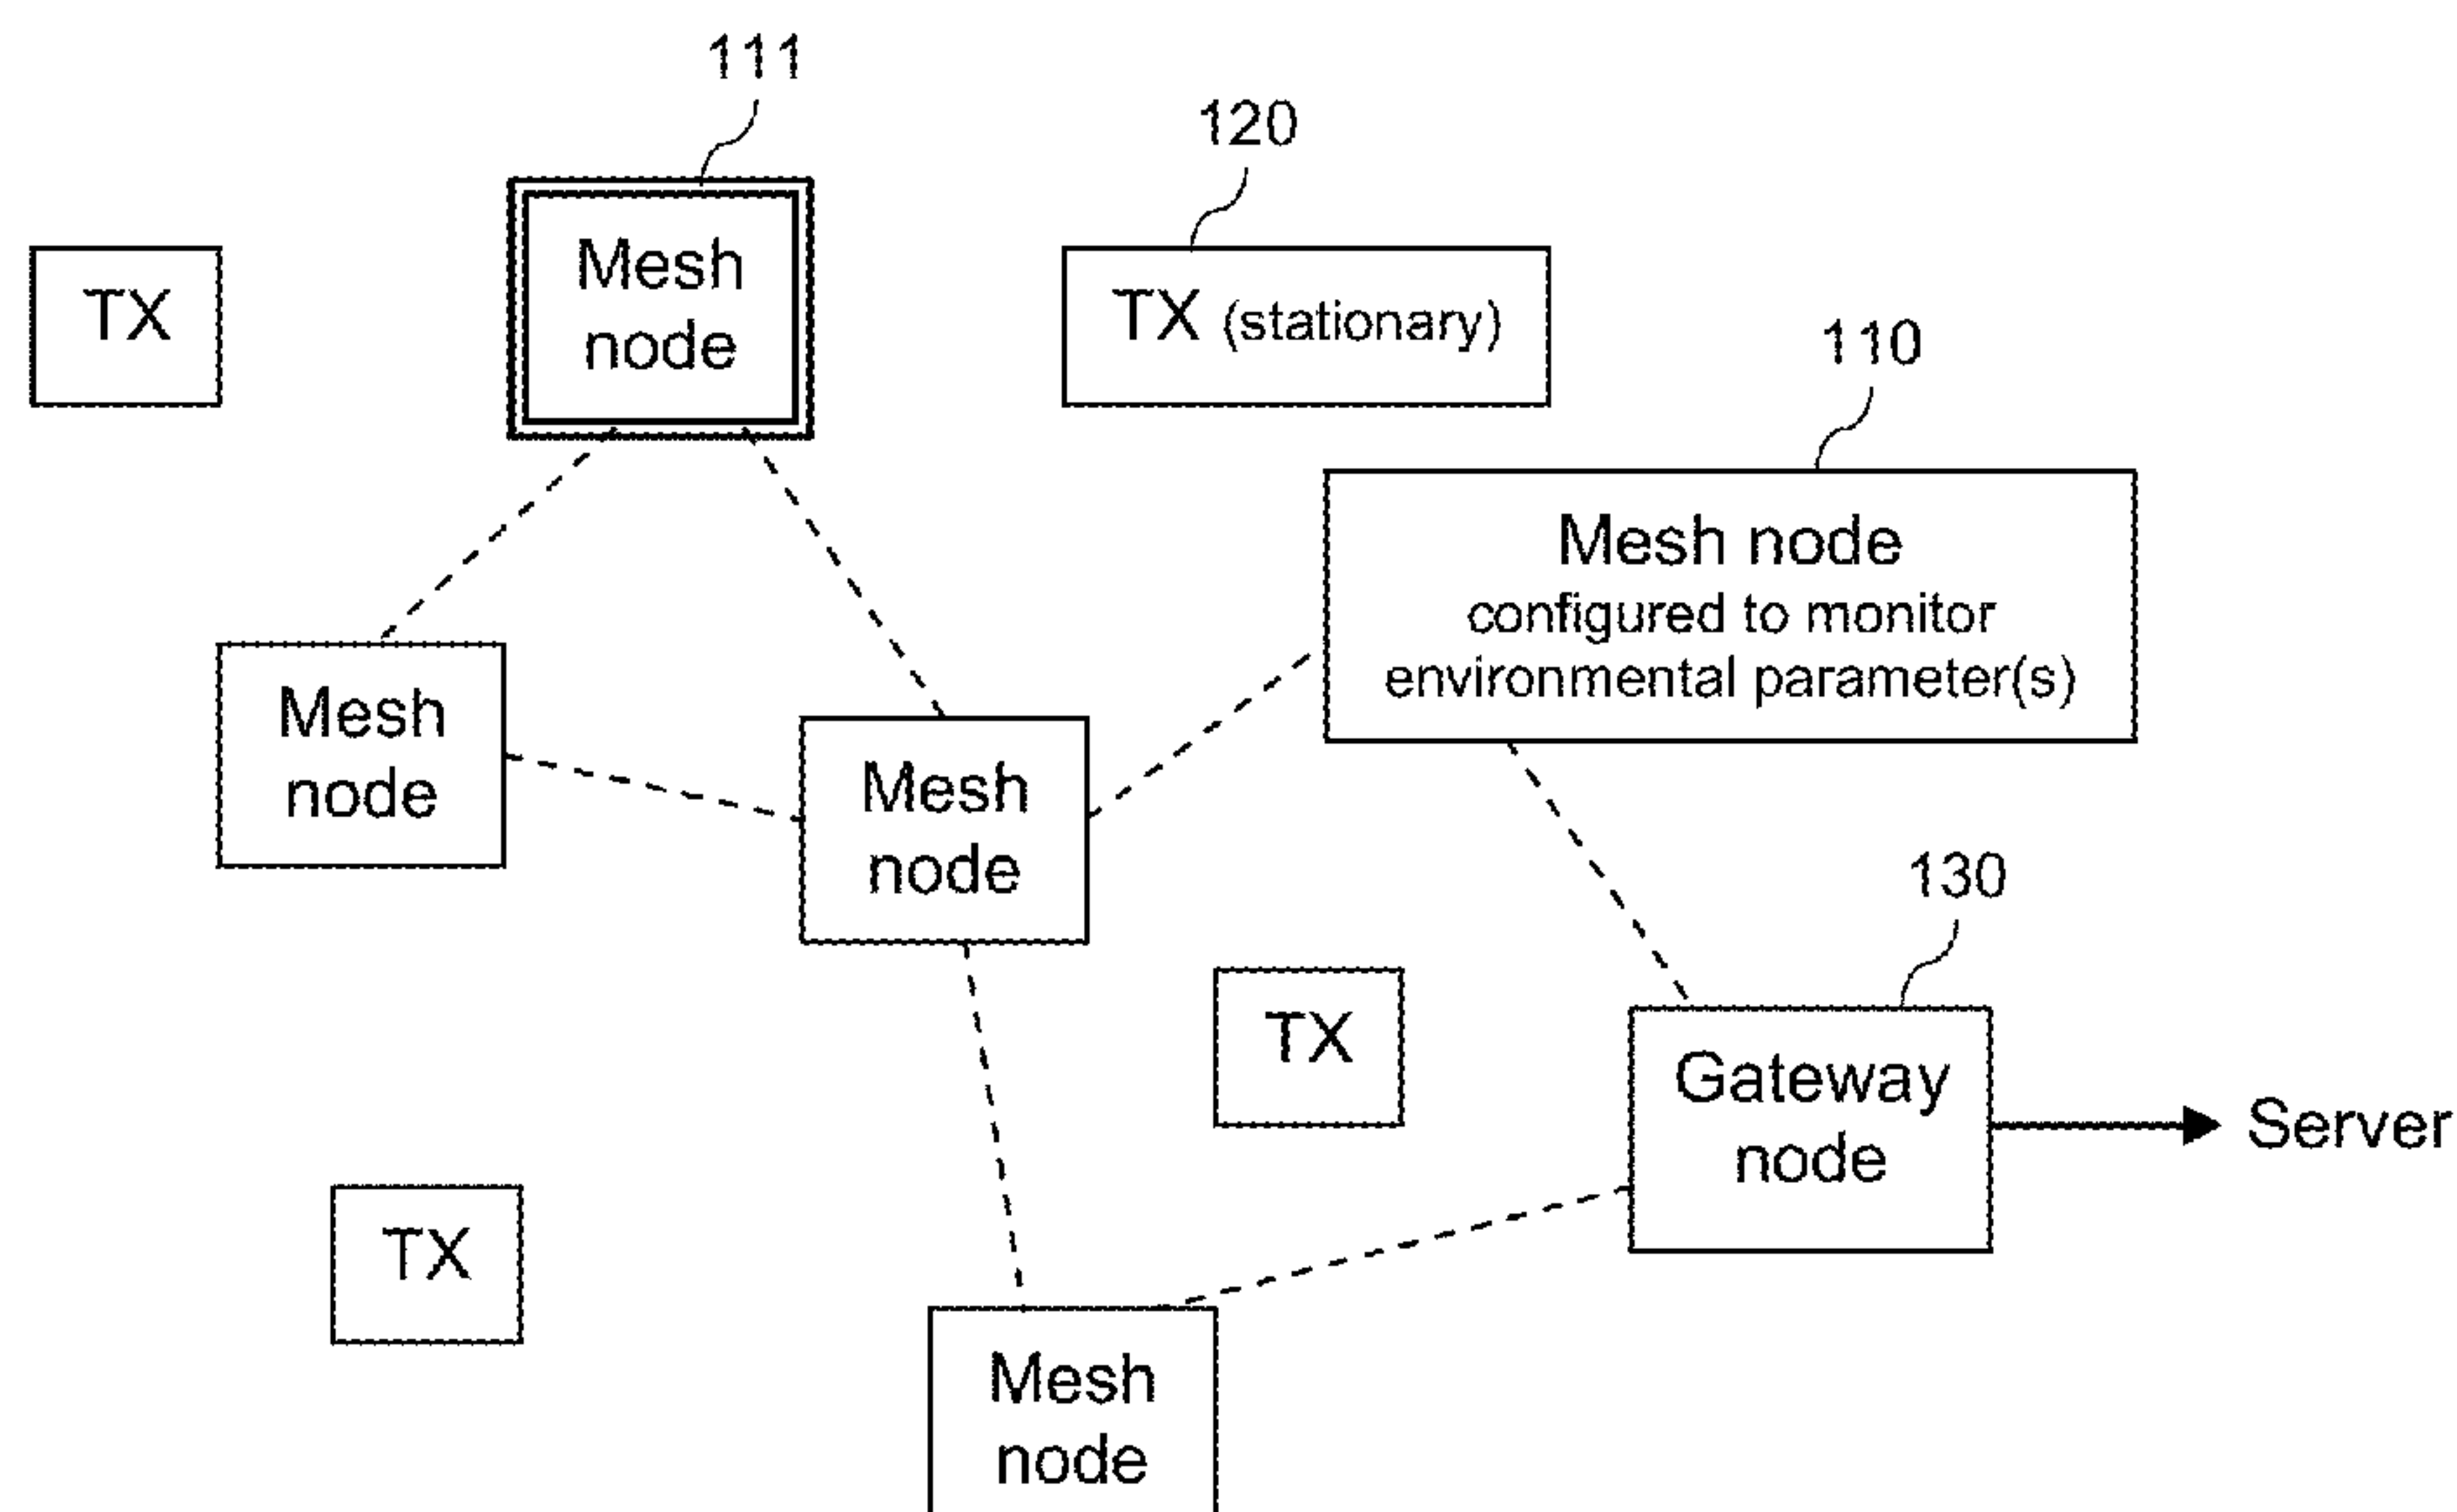 111
120
Mesh
node
TX
TX (stationary)
110
Mesh node
configured to monitor
environmental parameter(s)
Mesh
node
Mesh
node
130
TX
Gateway
node
Server
TX
Mesh
node